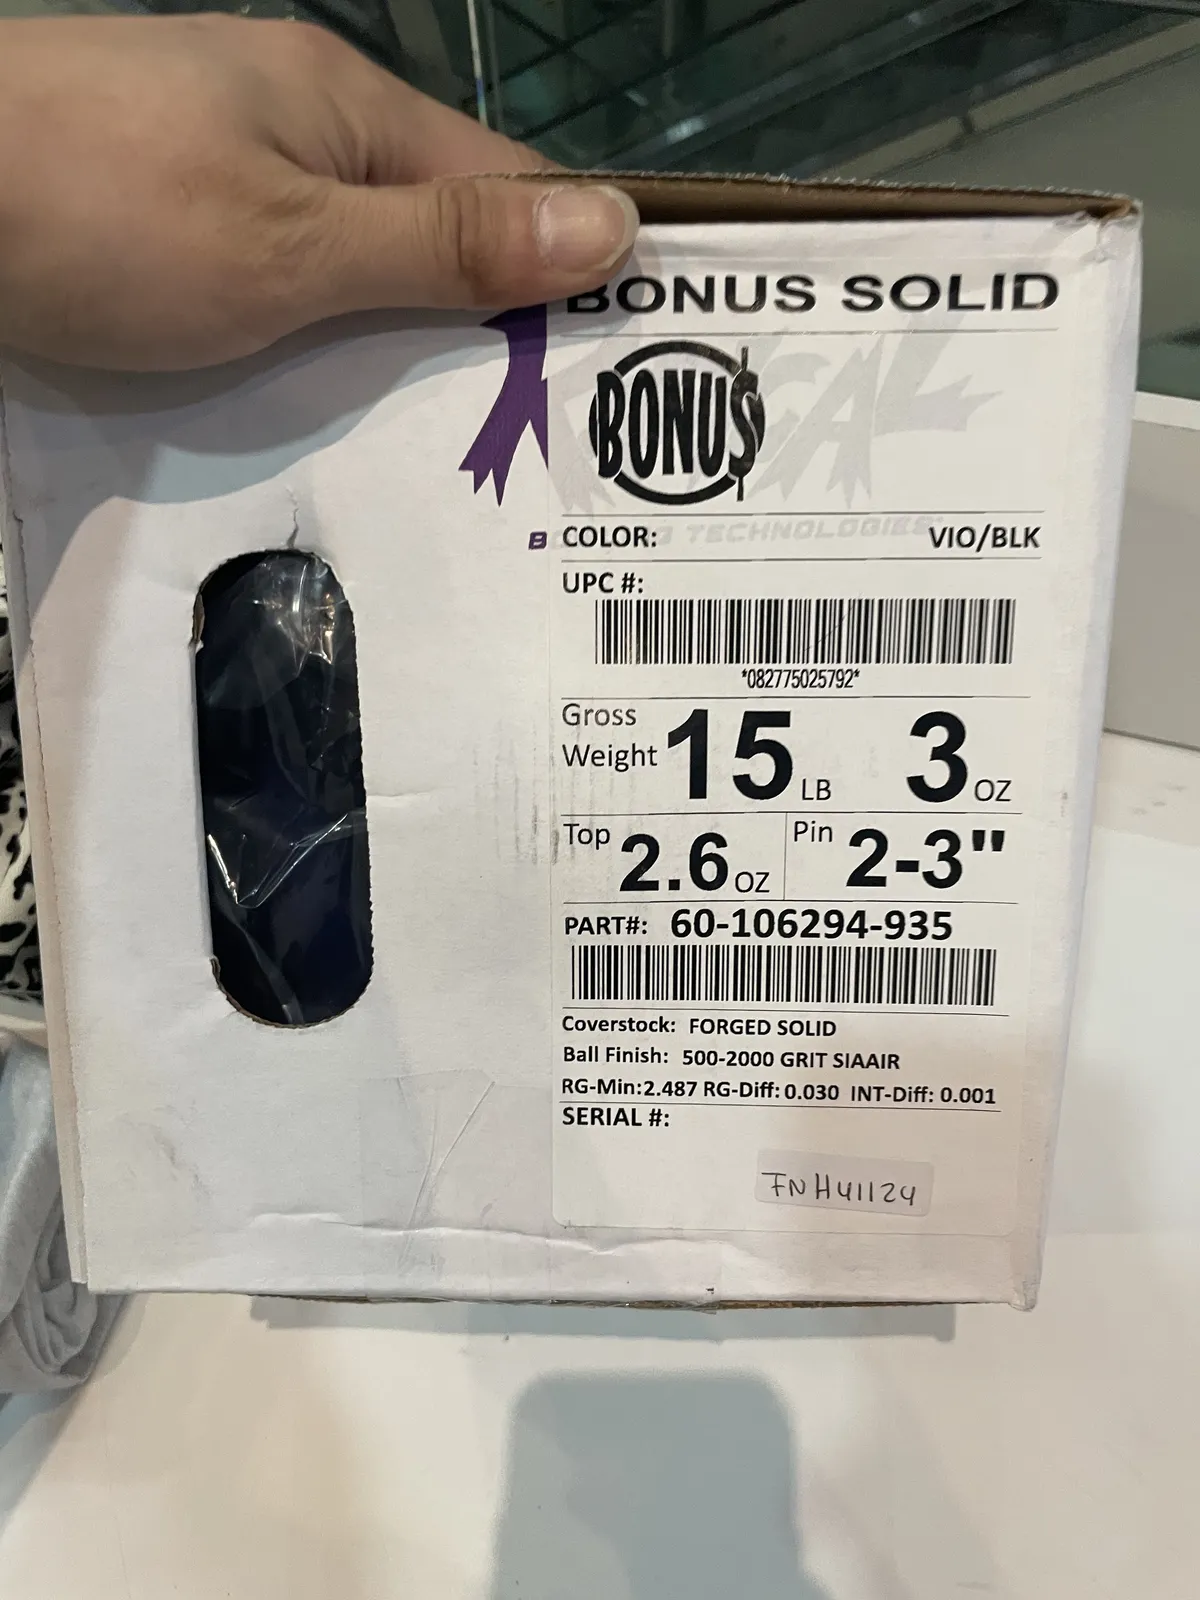 BONUS SOLID
BONU$
COLOR: VIO/BLK
TECHNOLOGIES
UPC #:
*082775025792*
Gross
Weight 15 LB 3 OZ
Top 2.6 OZ Pin 2-3"
PART#: 60-106294-935
Coverstock: FORGED SOLID
Ball Finish: 500-2000 GRIT SIAAIR
RG-Min:2.487 RG-Diff: 0.030 INT-Diff: 0.001
SERIAL #:
FNH41124